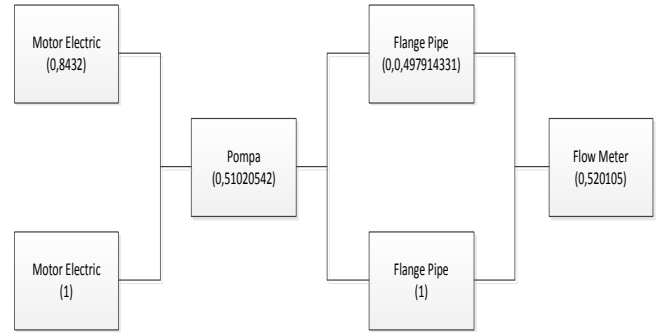 Motor Electric
(0,8432)
Flange Pipe
(0,0,497914331)
Pompa
(0,51020542)
Flow Meter
(0,520105)
Motor Electric
(1)
Flange Pipe
(1)